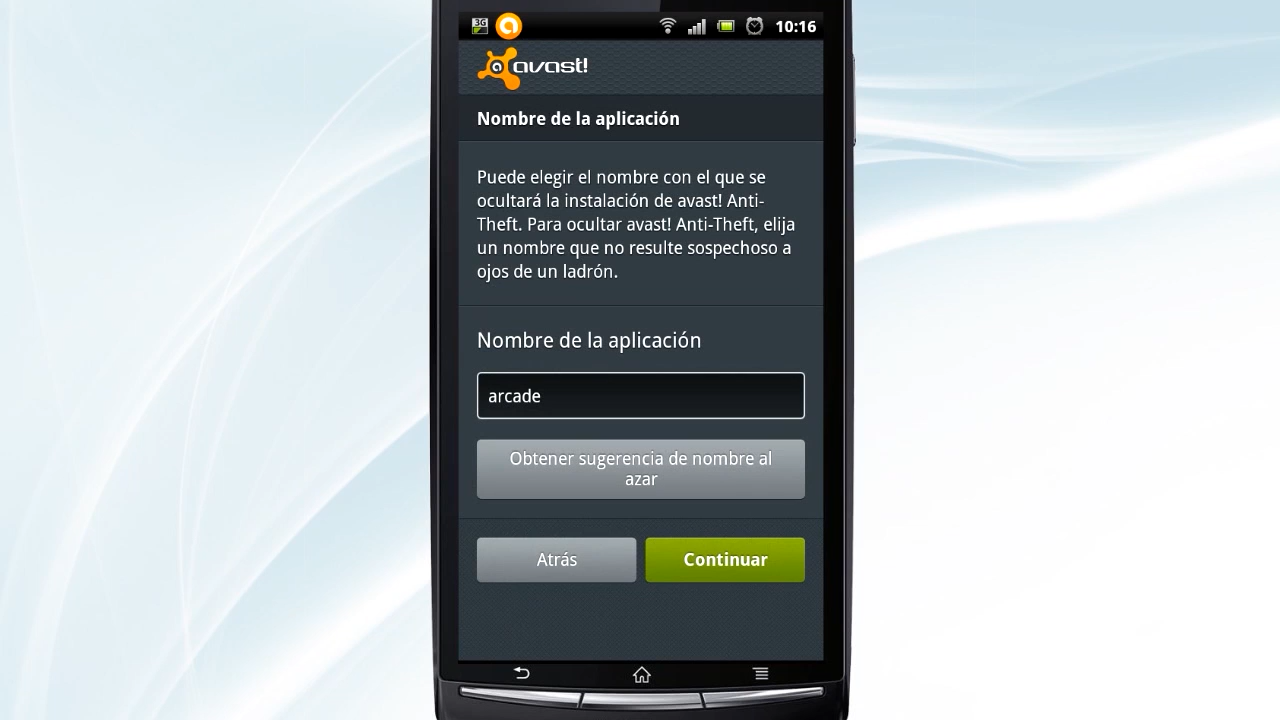 3G
10:16
avast!
Nombre de la aplicación
Puede elegir el nombre con el que se
ocultará la instalación de avast! Anti-
Theft. Para ocultar avast! Anti-Theft, elija
un nombre que no resulte sospechoso a
ojos de un ladrón.
Nombre de la aplicación
arcade
Obtener sugerencia de nombre al
azar
Atrás
Continuar